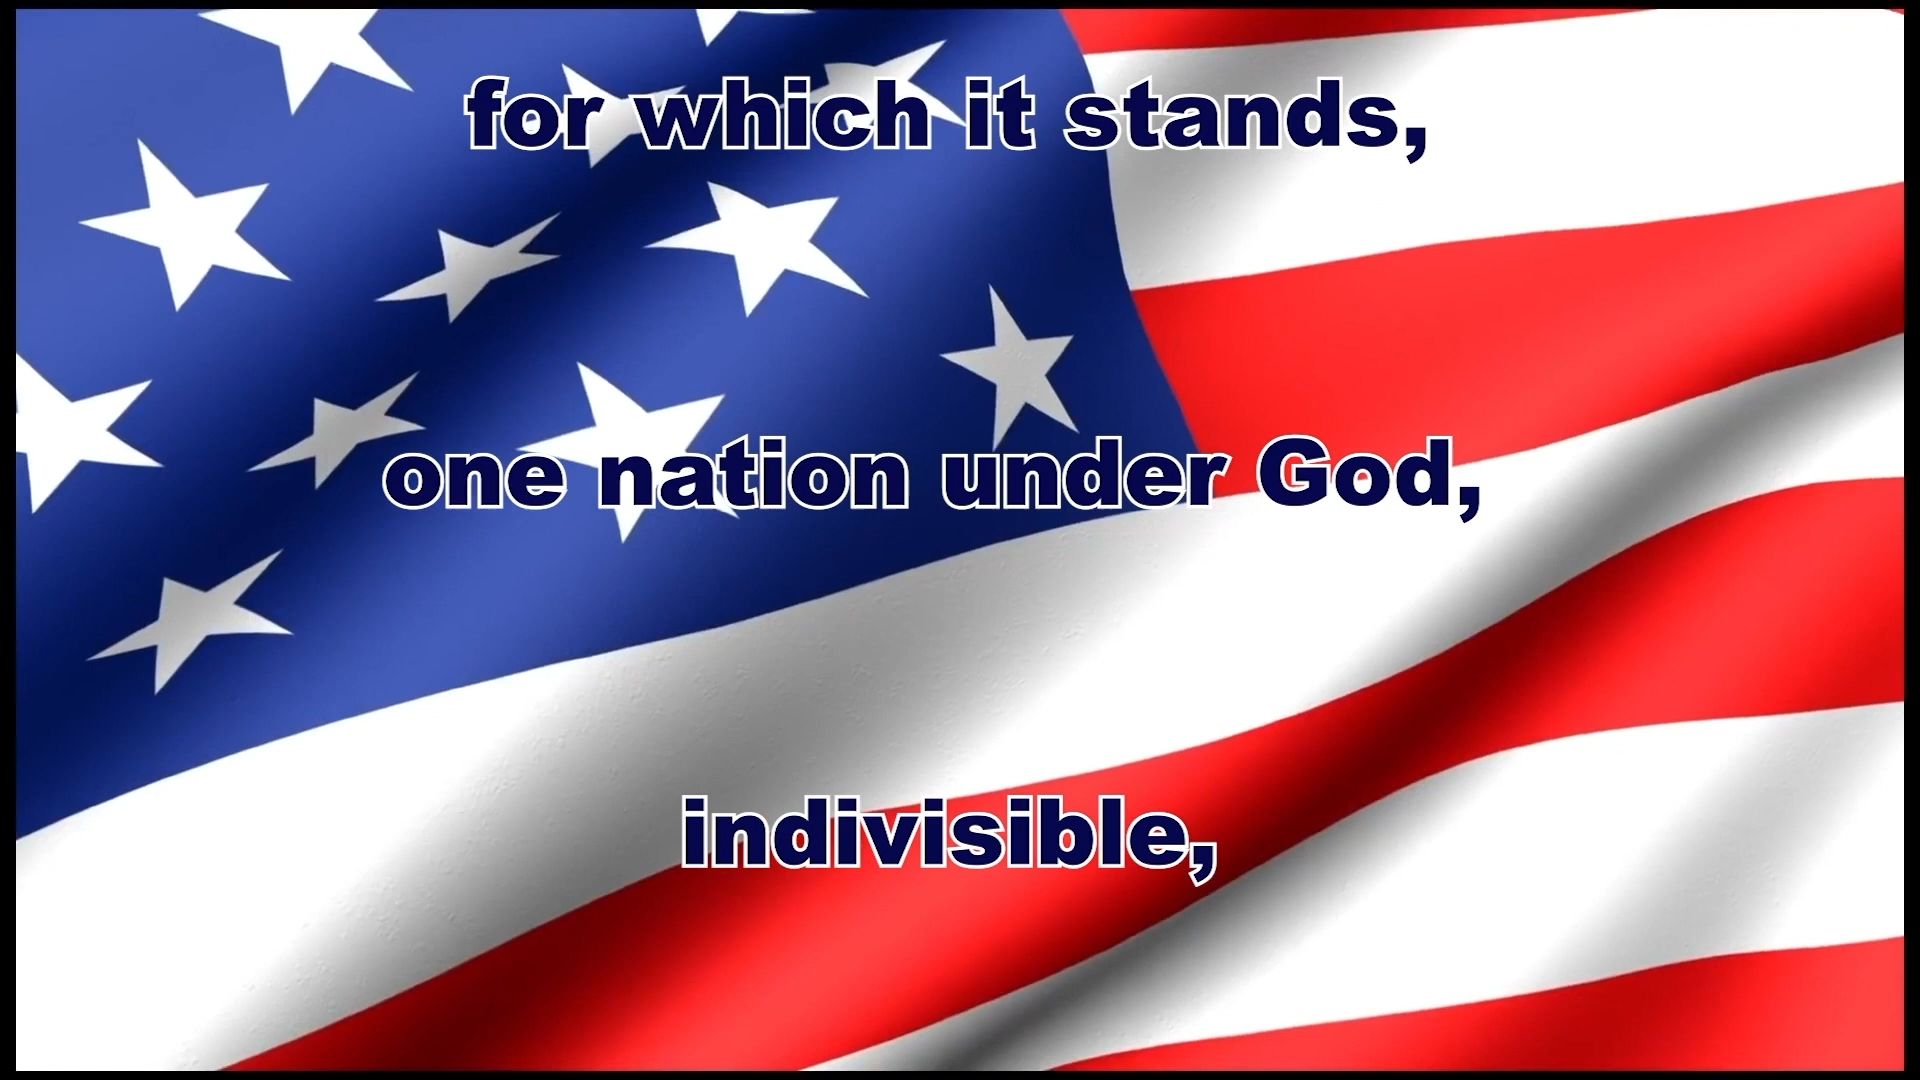 for which it stands,
one nation under God,
indivisible,